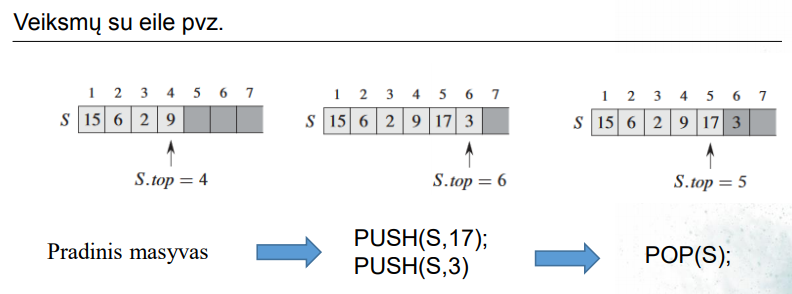 Veiksmų su eile pvz.
1 2 3 4 5 6 7
S 15 6 2 9
S.top = 4
1 2 3 4 5 6 7
S 15 6 2 9 17 3
S.top = 6
1 2 3 4 5 6 7
S 15 6 2 9 17 3
S.top = 5
Pradinis masyvas
PUSH(S,17);
PUSH(S,3)
POP(S);